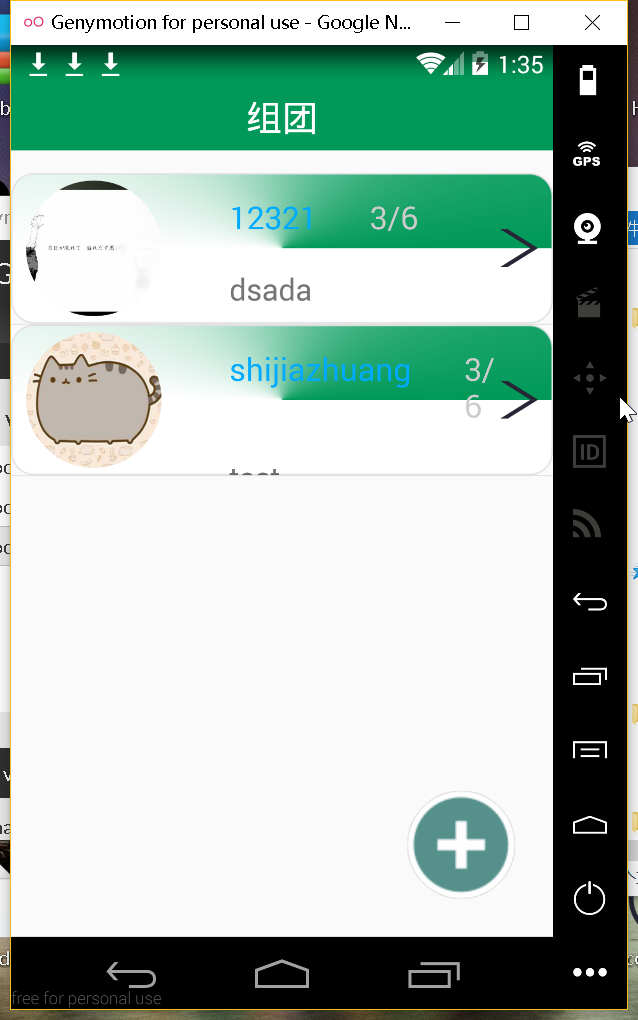 Genymotion for personal use - Google N...
1:35
组团
GPS
12321 3/6
dsada
shijiazhuang 3/
6
test
ID
free for personal use